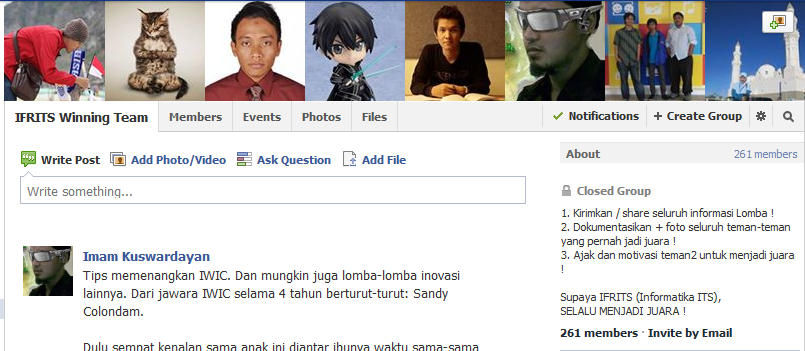 IFRITS Winning Team Members Events Photos Files Notifications + Create Group
Write Post Add Photo/Video Ask Question Add File
Write something...
Imam Kuswardayan
Tips memenangkan IWIC. Dan mungkin juga lomba-lomba inovasi
lainnya. Dari jawara IWIC selama 4 tahun berturut-turut: Sandy
Colondam.
Dulu sempat kenalan sama anak ini diantar ibunya waktu sama-sama
About 261 members
Closed Group
1. Kirimkan / share seluruh informasi Lomba !
2. Dokumentasikan + foto seluruh teman-teman
yang pernah jadi juara !
3. Ajak dan motivasi teman2 untuk menjadi juara
!
Supaya IFRITS (Informatika ITS),
SELALU MENJADI JUARA !
261 members · Invite by Email